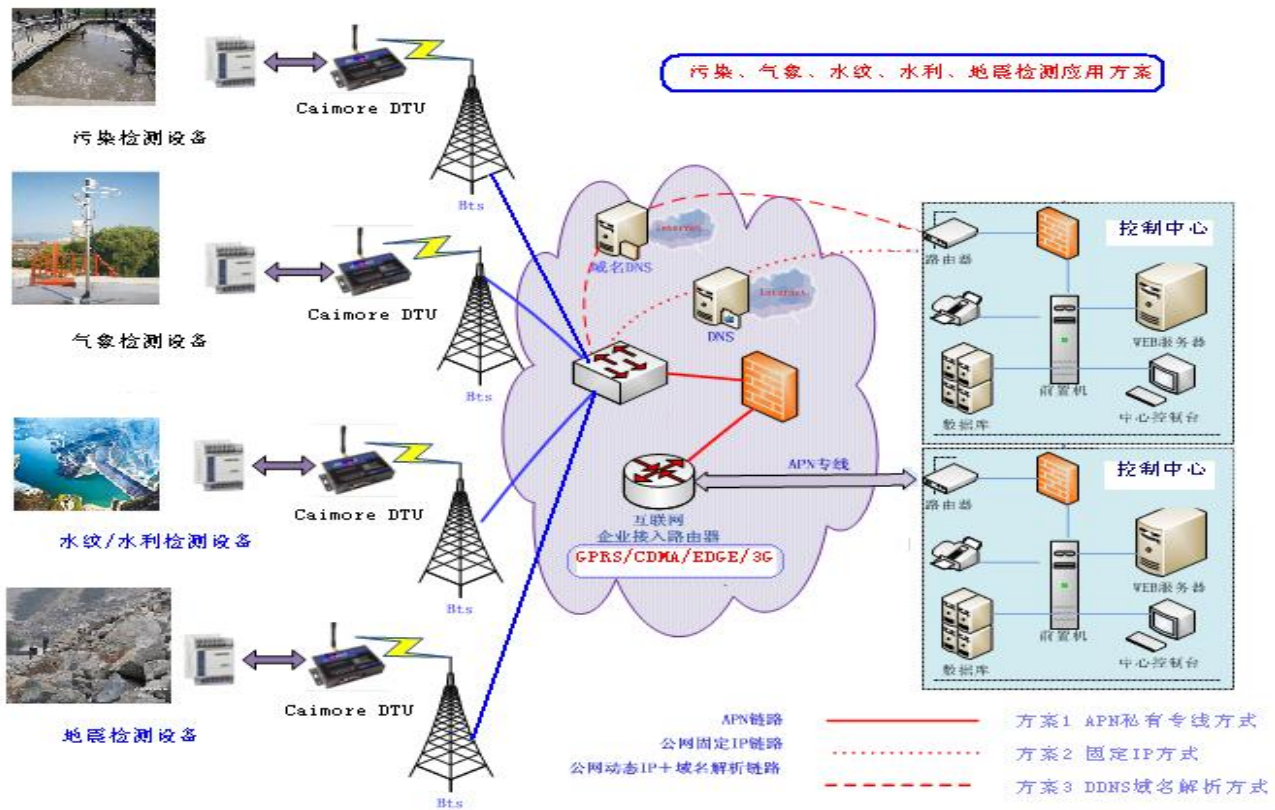 污染、气象、水纹、水利、地震检测应用方案
Caimore DTU
污染检测设备
Bts
Caimore DTU
气象检测设备
Bts
Caimore DTU
水纹/水利检测设备
Bts
Caimore DTU
地震检测设备
Bts
Internet
域名DNS
Internet
DNS
APN专线
互联网
企业接入路由器
GPRS/CDMA/EDGE/3G
控制中心
路由器
WEB服务器
前置机
数据库
中心控制台
控制中心
路由器
WEB服务器
前置机
数据库
中心控制台
APN链路
方案1 APN私有专线方式
公网固定IP链路
方案2 固定IP方式
公网动态IP+域名解析链路
方案3 DDNS域名解析方式